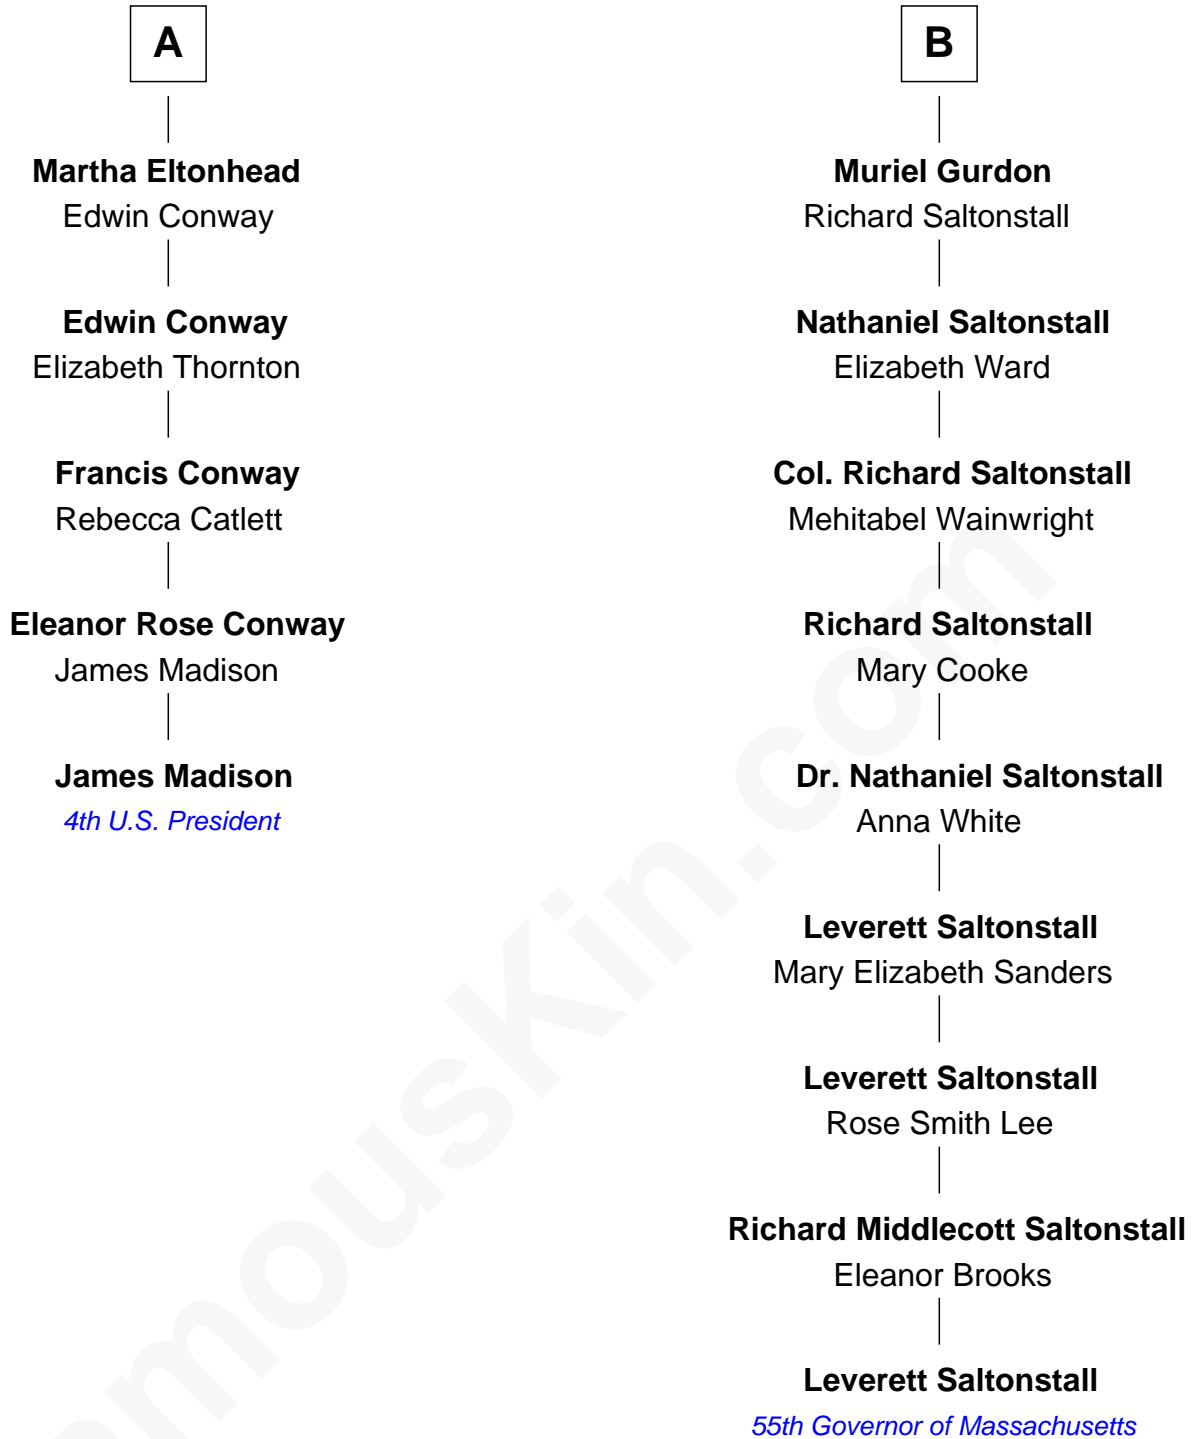 A
Martha Eltonhead
Edwin Conway
Edwin Conway
Elizabeth Thornton
Francis Conway
Rebecca Catlett
Eleanor Rose Conway
James Madison
James Madison
4th U.S. President
B
Muriel Gurdon
Richard Saltonstall
Nathaniel Saltonstall
Elizabeth Ward
Col. Richard Saltonstall
Mehitabel Wainwright
Richard Saltonstall
Mary Cooke
Dr. Nathaniel Saltonstall
Anna White
Leverett Saltonstall
Mary Elizabeth Sanders
Leverett Saltonstall
Rose Smith Lee
Richard Middlecott Saltonstall
Eleanor Brooks
Leverett Saltonstall
55th Governor of Massachusetts
amousKin.com